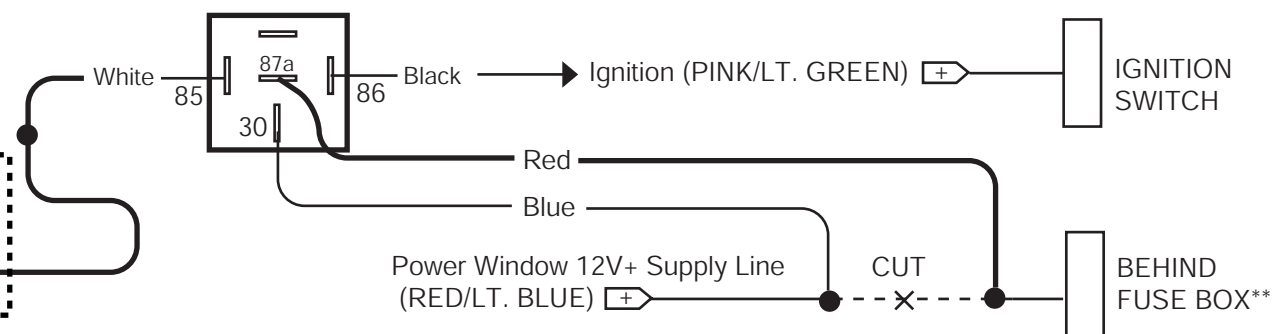 87a
White
85
86
Black
Ignition (PINK/LT. GREEN) +
IGNITION
SWITCH
30
Red
Blue
Power Window 12V+ Supply Line
(RED/LT. BLUE) +
CUT
BEHIND
FUSE BOX**